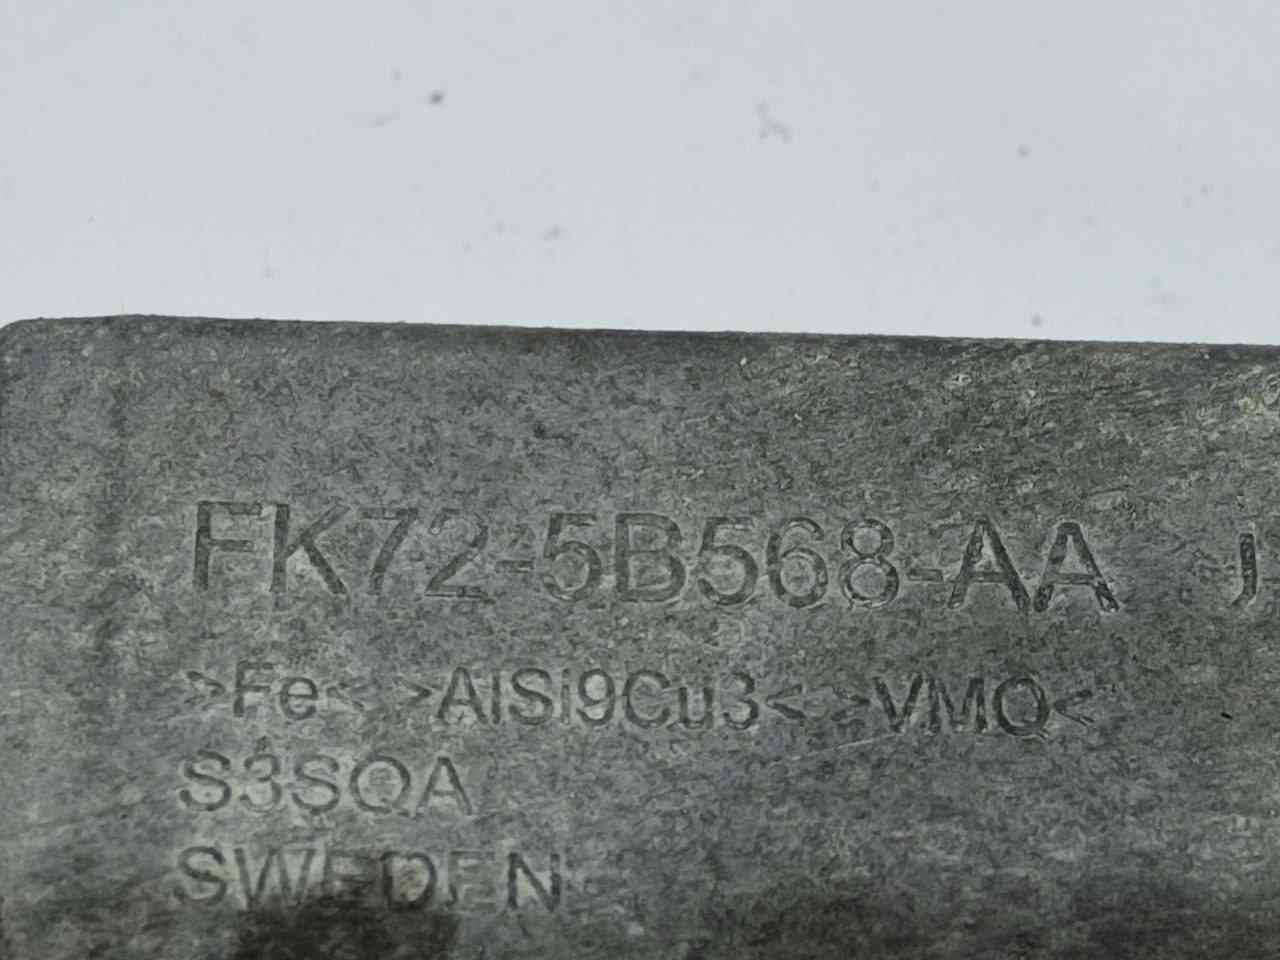 FK72-5B568-AA J
>Fe< >AlSi9Cu3< >VMQ<
S3SQA
SWEDEN